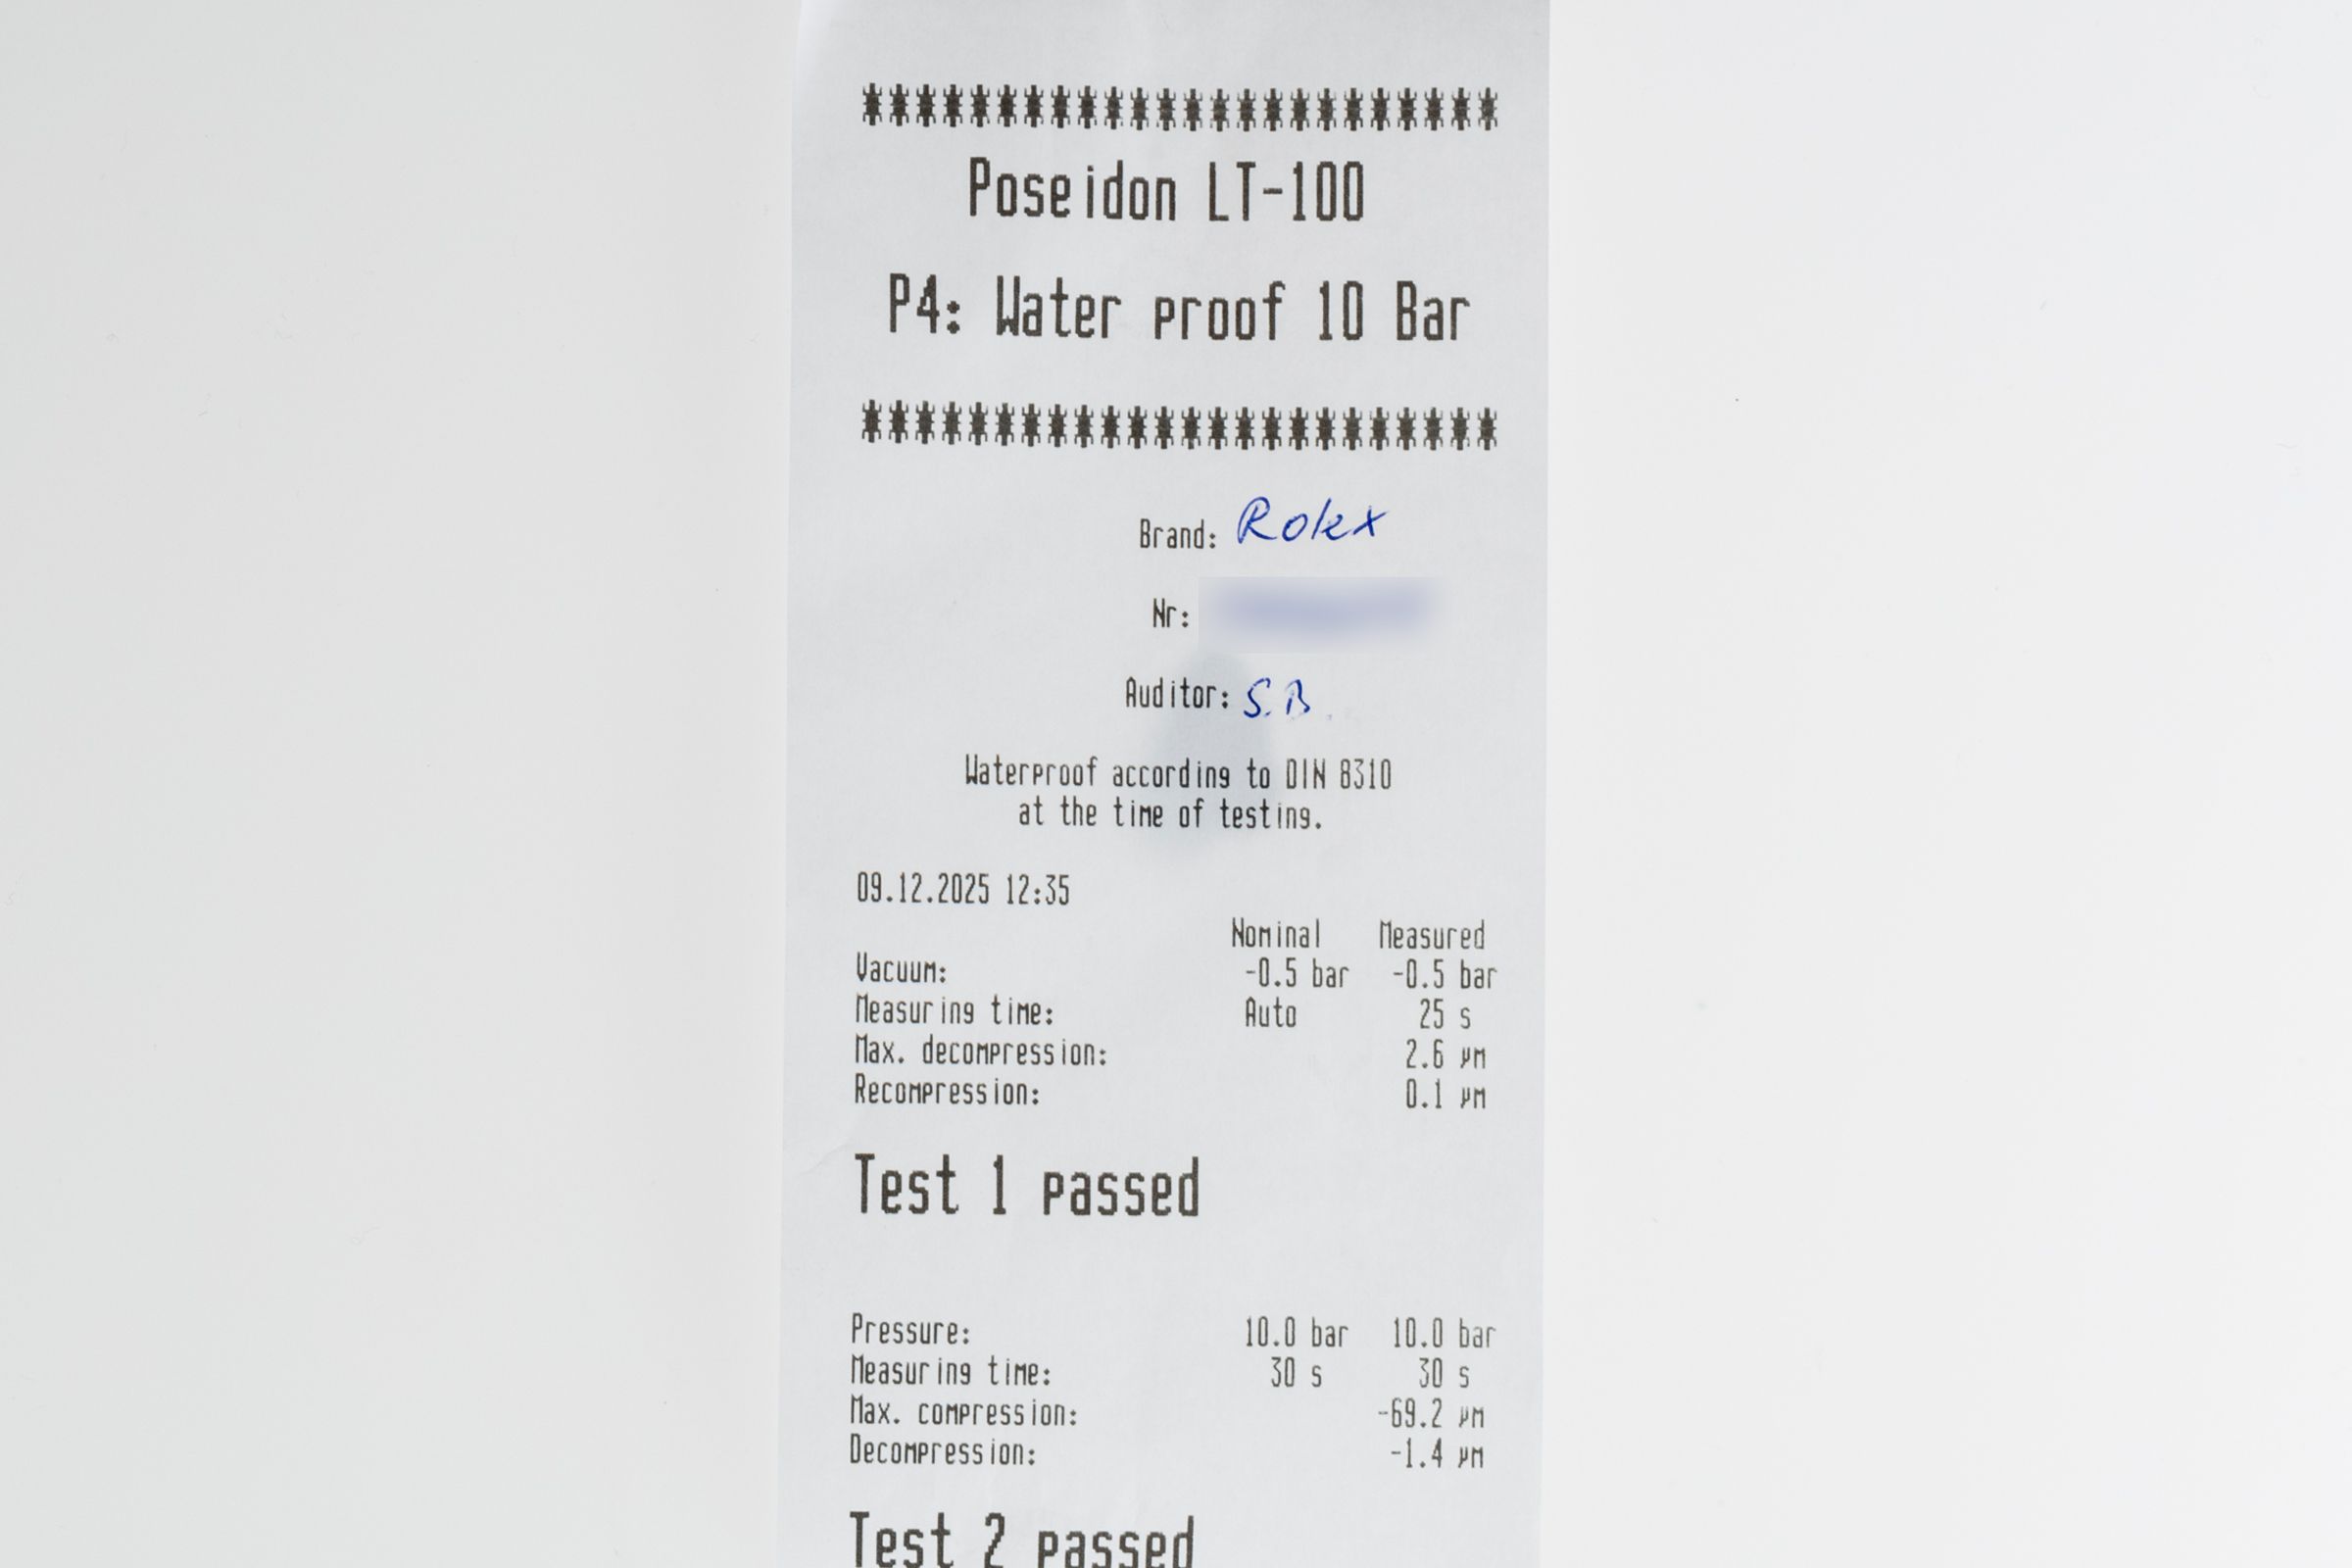 ************************
Poseidon LT-100
P4: Water proof 10 Bar
************************
Brand: Rolex
Nr:
Auditor: S.B.
Waterproof according to DIN 8310
at the time of testing.
09.12.2025 12:35
Nominal Measured
Vacuum: -0.5 bar -0.5 bar
Measuring time: Auto 25 s
Max. decompression: 2.6 µm
Recompression: 0.1 µm
Test 1 passed
Pressure: 10.0 bar 10.0 bar
Measuring time: 30 s 30 s
Max. compression: -69.2 µm
Decompression: -1.4 µm
Test 2 passed